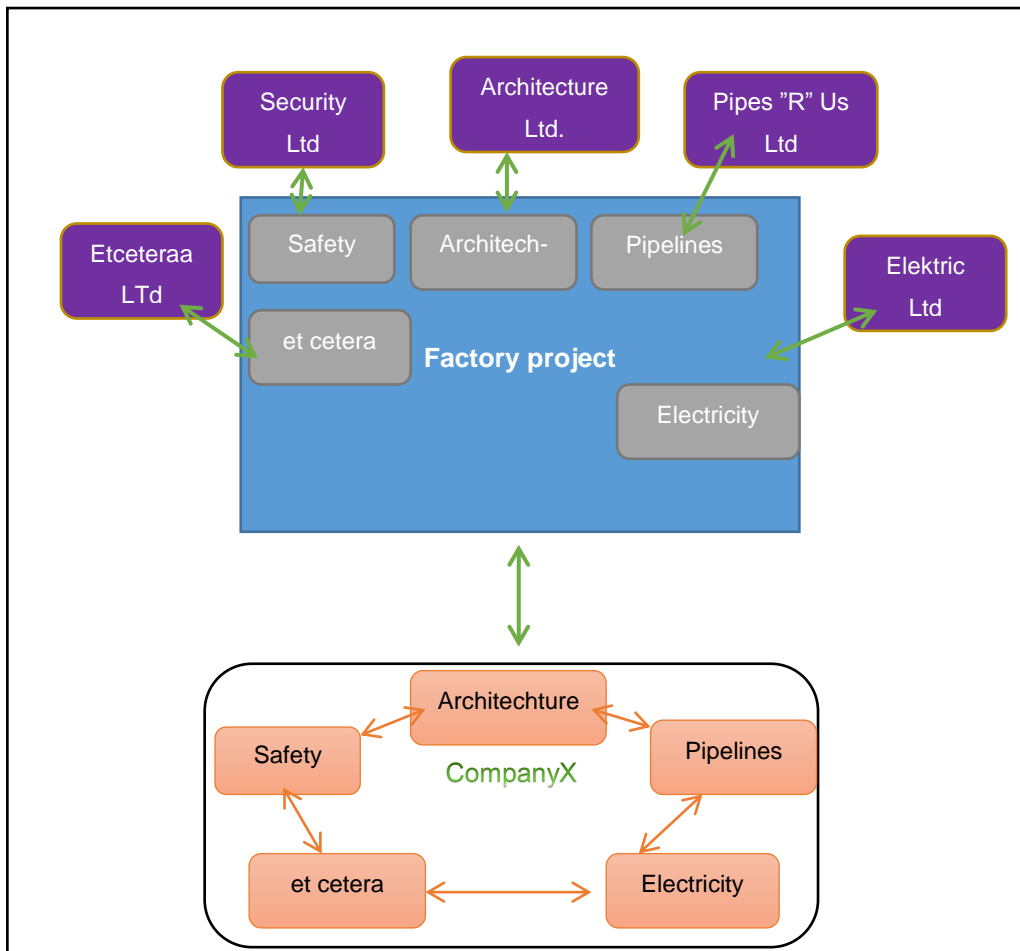 Security
Ltd
Architecture
Ltd.
Pipes ”R” Us
Ltd
Etceteraa
LTd
Elektric
Ltd
Safety
Architech-
Pipelines
et cetera
Factory project
Electricity
Architechture
Safety
Pipelines
CompanyX
et cetera
Electricity